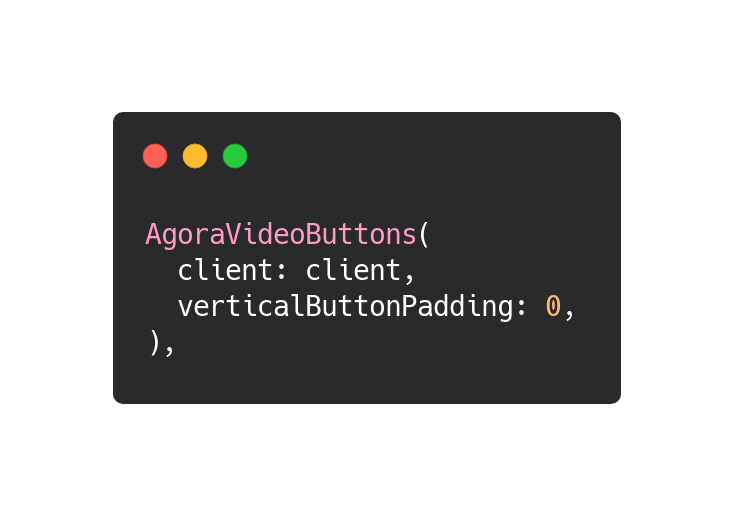 AgoraVideoButtons(
  client: client,
  verticalButtonPadding: 0,
),